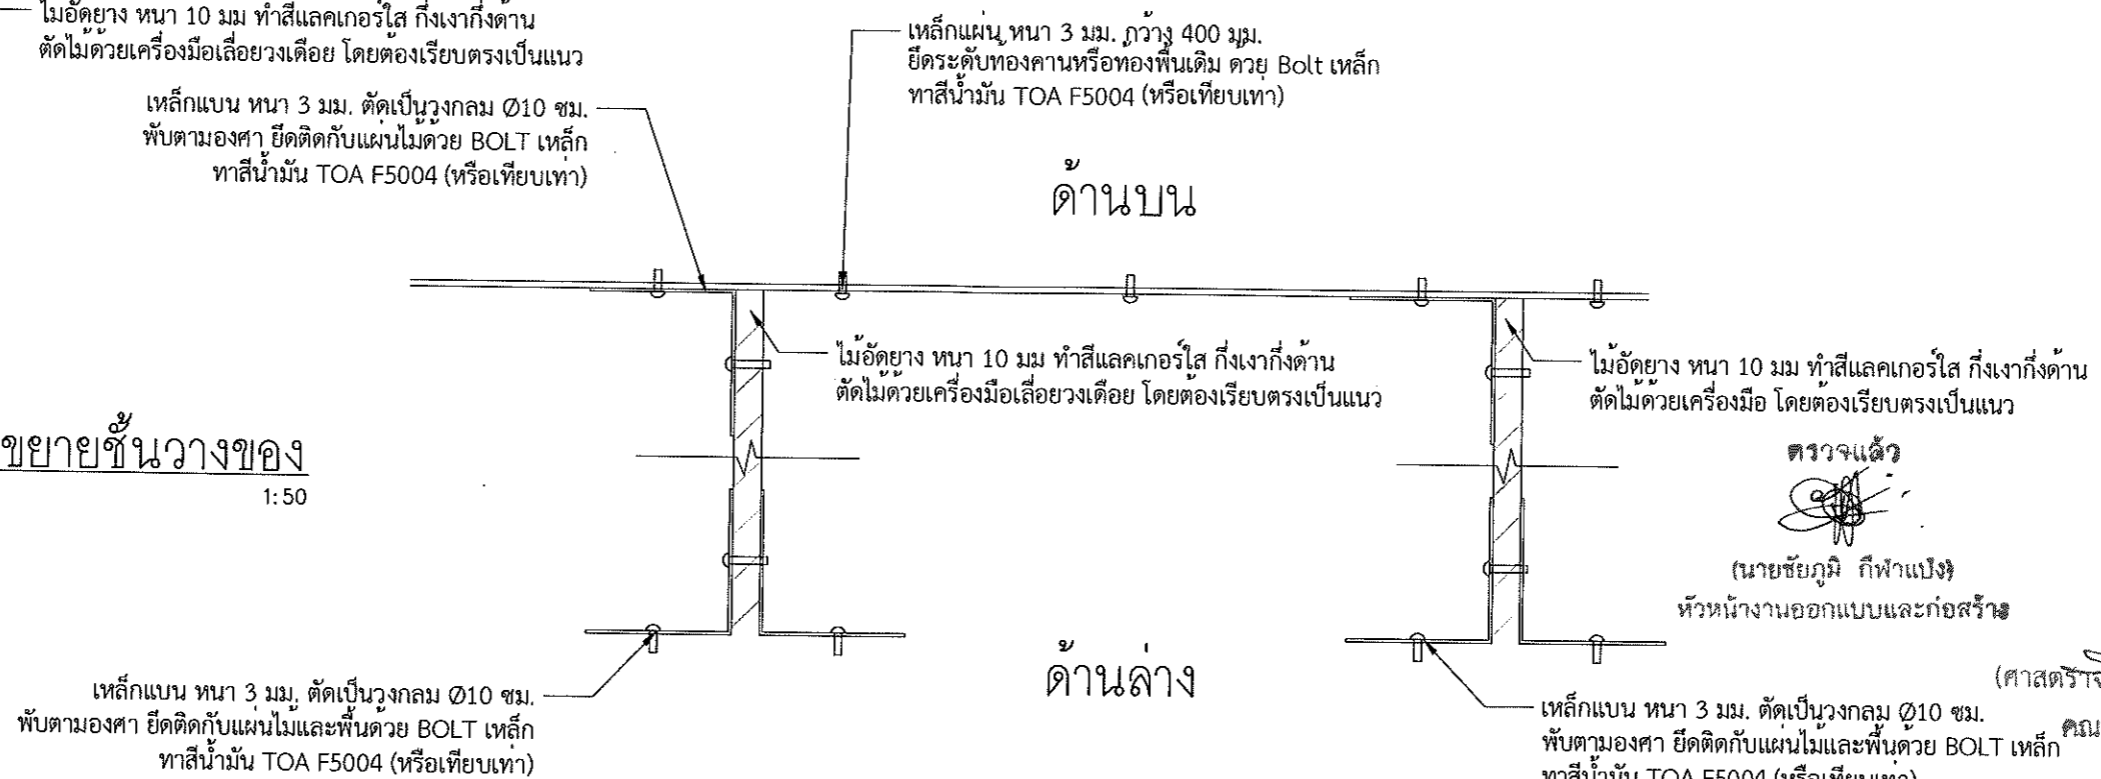 ไม้อัดยาง หนา 10 มม ทำสีแลคเกอร์ใส กึ่งเงากึ่งด้าน
ตัดไม้ด้วยเครื่องมือเลื่อยวงเดือย โดยต้องเรียบตรงเป็นแนว
เหล็กแผ่น หนา 3 มม. กว้าง 400 มม.
ยึดระดับท้องคานหรือท้องพื้นเดิม ด้วย Bolt เหล็ก
ทาสีน้ำมัน TOA F5004 (หรือเทียบเท่า)
เหล็กแบน หนา 3 มม. ตัดเป็นวงกลม Ø10 ซม.
พับตามองศา ยึดติดกับแผ่นไม้ด้วย BOLT เหล็ก
ทาสีน้ำมัน TOA F5004 (หรือเทียบเท่า)
ด้านบน
ไม้อัดยาง หนา 10 มม ทำสีแลคเกอร์ใส กึ่งเงากึ่งด้าน
ตัดไม้ด้วยเครื่องมือเลื่อยวงเดือย โดยต้องเรียบตรงเป็นแนว
ไม้อัดยาง หนา 10 มม ทำสีแลคเกอร์ใส กึ่งเงากึ่งด้าน
ตัดไม้ด้วยเครื่องมือ โดยต้องเรียบตรงเป็นแนว
ขยายชั้นวางของ
1:50
ตรวจแล้ว
(นายชัยภูมิ กีฬาแปง)
หัวหน้างานออกแบบและก่อสร้าง
ด้านล่าง
เหล็กแบน หนา 3 มม. ตัดเป็นวงกลม Ø10 ซม.
พับตามองศา ยึดติดกับแผ่นไม้และพื้นด้วย BOLT เหล็ก
ทาสีน้ำมัน TOA F5004 (หรือเทียบเท่า)
(ศาสตราจ
คณ
เหล็กแบน หนา 3 มม. ตัดเป็นวงกลม Ø10 ซม.
พับตามองศา ยึดติดกับแผ่นไม้และพื้นด้วย BOLT เหล็ก
ทาสีน้ำมัน TOA F5004 (หรือเทียบเท่า)